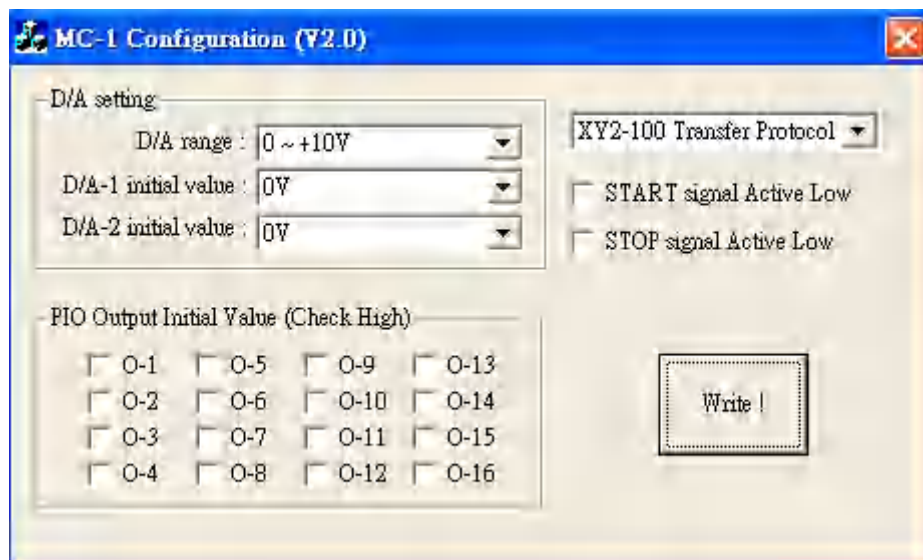 MC-1 Configuration (V2.0)
D/A setting
D/A range : 0 ~ +10V
D/A-1 initial value : 0V
D/A-2 initial value : 0V
XY2-100 Transfer Protocol
START signal Active Low
STOP signal Active Low
PIO Output Initial Value (Check High)
O-1 O-5 O-9 O-13
O-2 O-6 O-10 O-14
O-3 O-7 O-11 O-15
O-4 O-8 O-12 O-16
Write !